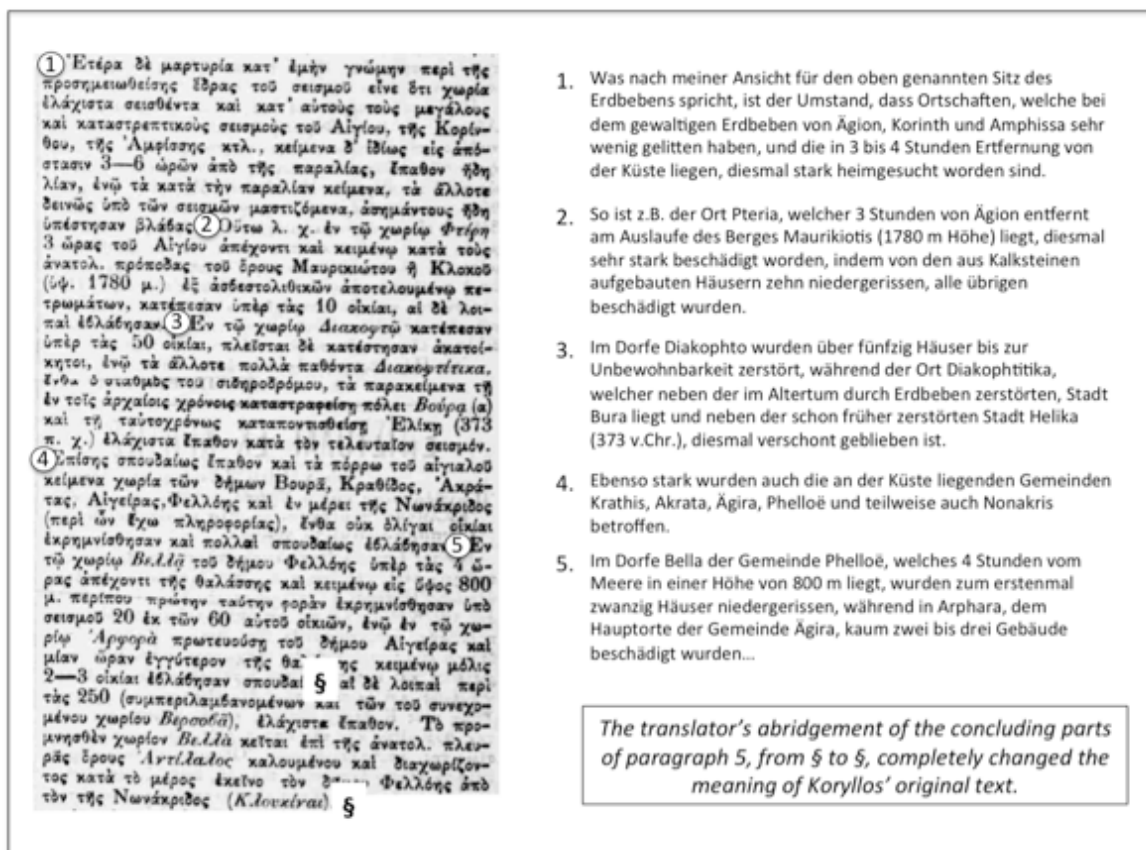 ① Ἑτέρα δὲ μαρτυρία κατ' ἐμὴν γνώμην περὶ τῆς
προσημειωθείσης ἕδρας τοῦ σεισμοῦ εἶνε ὅτι χωρία
ἐλάχιστα σεισθέντα καὶ κατ' αὐτοὺς τοὺς μεγάλους
καὶ καταστρεπτικοὺς σεισμοὺς τοῦ Αἰγίου, τῆς Κορίν-
θου, τῆς Ἀμφίσσης κτλ., κείμενα δ' ἰδίως εἰς ἀπό-
στασιν 3—6 ὡρῶν ἀπὸ τῆς παραλίας, ἔπαθον ἤδη
λίαν, ἐνῷ τὰ κατὰ τὴν παραλίαν κείμενα, τὰ ἄλλοτε
δεινῶς ὑπὸ τῶν σεισμῶν μαστιζόμενα, ἀσημάντους ἤδη
ὑπέστησαν βλάβας ② Οὕτω λ. χ. ἐν τῷ χωρίῳ Φτέρῃ
3 ὥρας τοῦ Αἰγίου ἀπέχοντι καὶ κειμένῳ κατὰ τοὺς
ἀνατολ. πρόποδας τοῦ ὄρους Μαυρικιώτου ἢ Κλοκοῦ
(ὑψ. 1780 μ.) ἐξ ἀσβεστολιθικῶν ἀποτελουμένῳ πε-
τρωμάτων, κατέπεσαν ὑπὲρ τὰς 10 οἰκίαι, αἱ δὲ λοι-
παὶ ἐβλάβησαν. ③ Ἐν τῷ χωρίῳ Διακοφτῷ κατέπεσαν
ὑπὲρ τὰς 50 οἰκίαι, πλεῖσται δὲ κατέστησαν ἀκατοί-
κητοι, ἐνῷ τὰ ἄλλοτε πολλὰ παθόντα Διακοφτίτικα,
ἔνθα ὁ σταθμὸς τοῦ σιδηροδρόμου, τὰ παρακείμενα τῇ
ἐν τοῖς ἀρχαίοις χρόνοις καταστραφείσῃ πόλει Βούρᾳ (α)
καὶ τῇ ταὐτοχρόνως καταποντισθείσῃ Ἑλίκῃ (373
π. χ.) ἐλάχιστα ἔπαθον κατὰ τὸν τελευταῖον σεισμόν.
④ Ἐπίσης σπουδαίως ἔπαθον καὶ τὰ πόρρω τοῦ αἰγιαλοῦ
κείμενα χωρία τῶν δήμων Βουρᾶ, Κραθίδος, Ἀκρά-
τας, Αἰγείρας, Φελλόης καὶ ἐν μέρει τῆς Νωνάκριδος
(περὶ ὧν ἔχω πληροφορίας), ἔνθα οὐκ ὀλίγαι οἰκίαι
ἐκρημνίσθησαν καὶ πολλαὶ σπουδαίως ἐβλάβησαν ⑤ Ἐν
τῷ χωρίῳ Βελλᾷ τοῦ δήμου Φελλόης ὑπὲρ τὰς 4 ὥ-
ρας ἀπέχοντι τῆς θαλάσσης καὶ κειμένῳ εἰς ὕψος 800
μ. περίπου πρώτην ταύτην φορὰν ἐκρημνίσθησαν ὑπὸ
σεισμοῦ 20 ἐκ τῶν 60 αὐτοῦ οἰκιῶν, ἐνῷ ἐν τῷ χω-
ρίῳ Ἀρφαρᾷ πρωτευούσῃ τοῦ δήμου Αἰγείρας καὶ
μίαν ὥραν ἐγγύτερον τῆς κειμένῳ μόλις
2—3 οἰκίαι ἐβλάβησαν § αἱ δὲ λοιπαὶ περὶ
τὰς 250 (συμπεριλαμβανομένων καὶ τῶν τοῦ συνεχο-
μένου χωρίου Βερσοβᾶ), ἐλάχιστα ἔπαθον. Τὸ προ-
μνησθὲν χωρίον Βελλᾶ κεῖται ἐπὶ τῆς ἀνατολ. πλευ-
ρᾶς ὄρους Ἀντίλαλος καλουμένου καὶ διαχωρίζον-
τος κατὰ τὸ μέρος ἐκεῖνο τὸν Φελλόης ἀπὸ
τὸν τῆς Νωνάκριδος (Κλουκίναι) §
1. Was nach meiner Ansicht für den oben genannten Sitz des
Erdbebens spricht, ist der Umstand, dass Ortschaften, welche bei
dem gewaltigen Erdbeben von Ägion, Korinth und Amphissa sehr
wenig gelitten haben, und die in 3 bis 4 Stunden Ertfernung von
der Küste liegen, diesmal stark heimgesucht worden sind.
2. So ist z.B. der Ort Pteria, welcher 3 Stunden von Ägion entfernt
am Auslaufe des Berges Maurikiotis (1780 m Höhe) liegt, diesmal
sehr stark beschädigt worden, indem von den aus Kalksteinen
aufgebauten Häusern zehn niedergerissen, alle übrigen
beschädigt wurden.
3. Im Dorfe Diakophto wurden über fünfzig Häuser bis zur
Unbewohnbarkeit zerstört, während der Ort Diakophtitika,
welcher neben der im Altertum durch Erdbeben zerstörten, Stadt
Bura liegt und neben der schon früher zerstörten Stadt Helika
(373 v.Chr.), diesmal verschont geblieben ist.
4. Ebenso stark wurden auch die an der Küste liegenden Gemeinden
Krathis, Akrata, Ägira, Phelloë und teilweise auch Nonakris
betroffen.
5. Im Dorfe Bella der Gemeinde Phelloë, welches 4 Stunden vom
Meere in einer Höhe von 800 m liegt, wurden zum erstenmal
zwanzig Häuser niedergerissen, während in Arphara, dem
Hauptorte der Gemeinde Ägira, kaum zwei bis drei Gebäude
beschädigt wurden...
The translator's abridgement of the concluding parts
of paragraph 5, from § to §, completely changed the
meaning of Koryllos' original text.